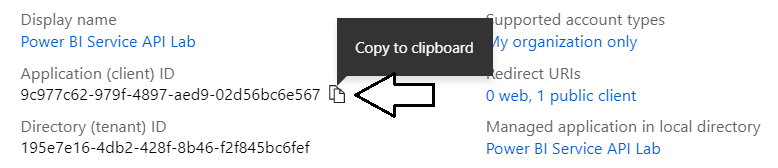 Display name
Power BI Service API Lab
Application (client) ID
9c977c62-979f-4897-aed9-02d56bc6e567
Directory (tenant) ID
195e7e16-4db2-428f-8b46-f2f845bc6fef
Copy to clipboard
Supported account types
My organization only
Redirect URIs
0 web, 1 public client
Managed application in local directory
Power BI Service API Lab